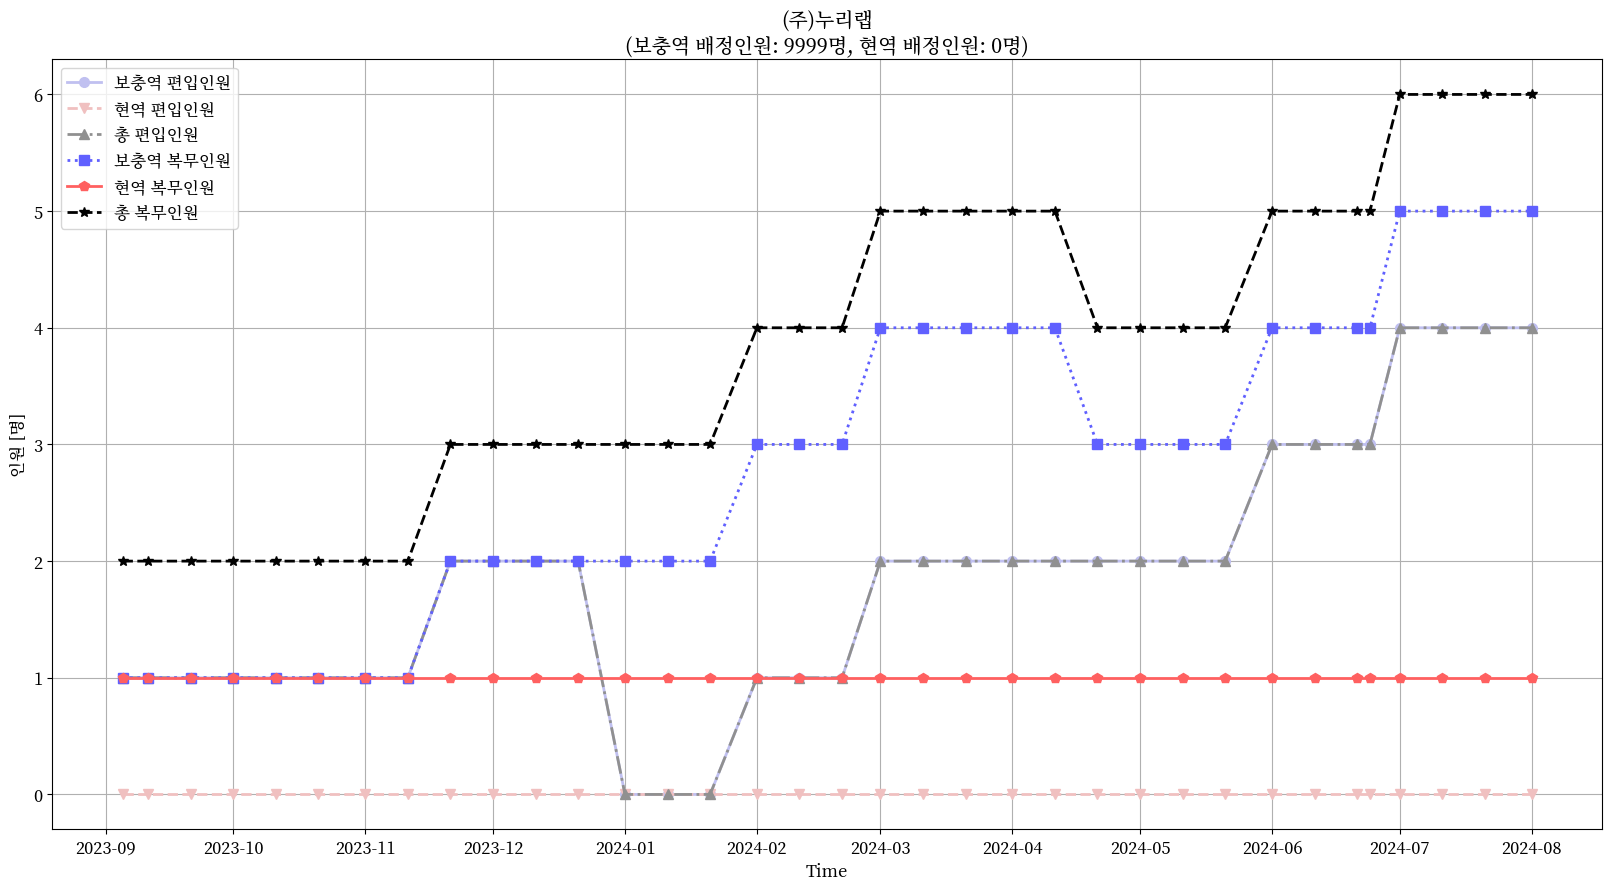 (주)누리랩
(보충역 배정인원: 9999명, 현역 배정인원: 0명)
보충역 편입인원
현역 편입인원
총 편입인원
보충역 복무인원
현역 복무인원
총 복무인원
인원 [명]
6
5
4
3
2
1
0
2023-09 2023-10 2023-11 2023-12 2024-01 2024-02 2024-03 2024-04 2024-05 2024-06 2024-07 2024-08
Time